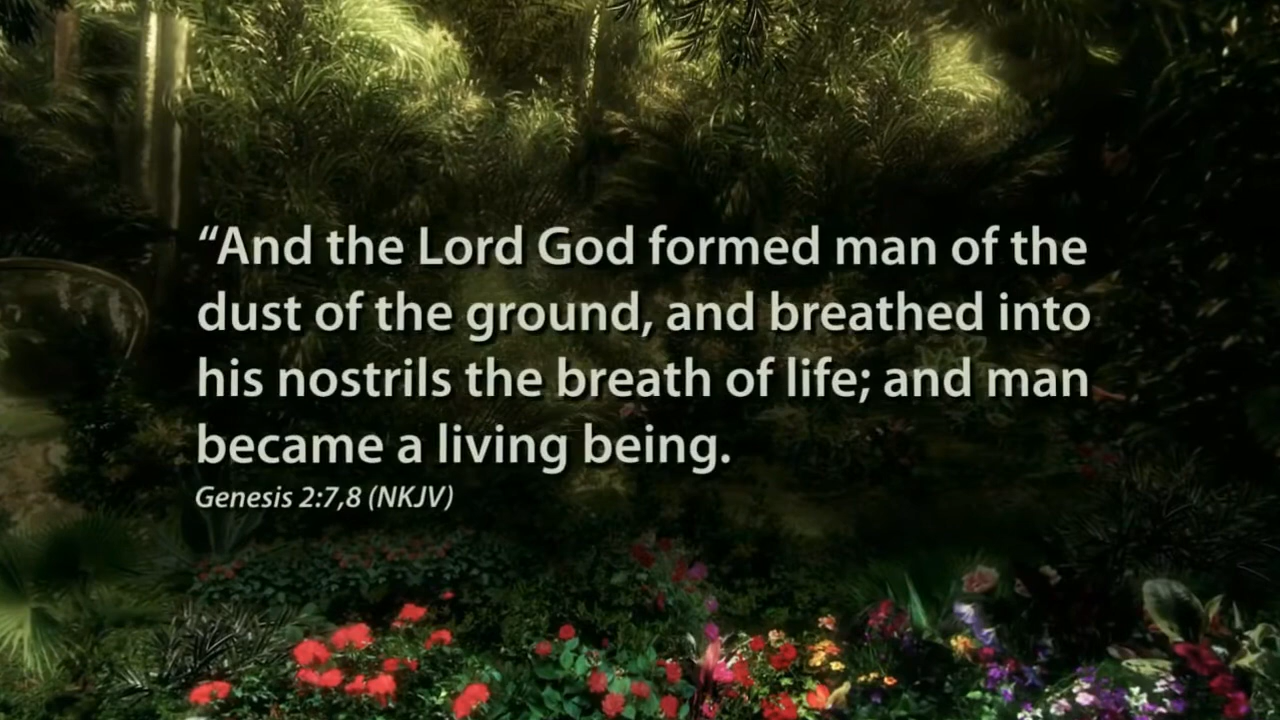 “And the Lord God formed man of the
dust of the ground, and breathed into
his nostrils the breath of life; and man
became a living being.
Genesis 2:7,8 (NKJV)